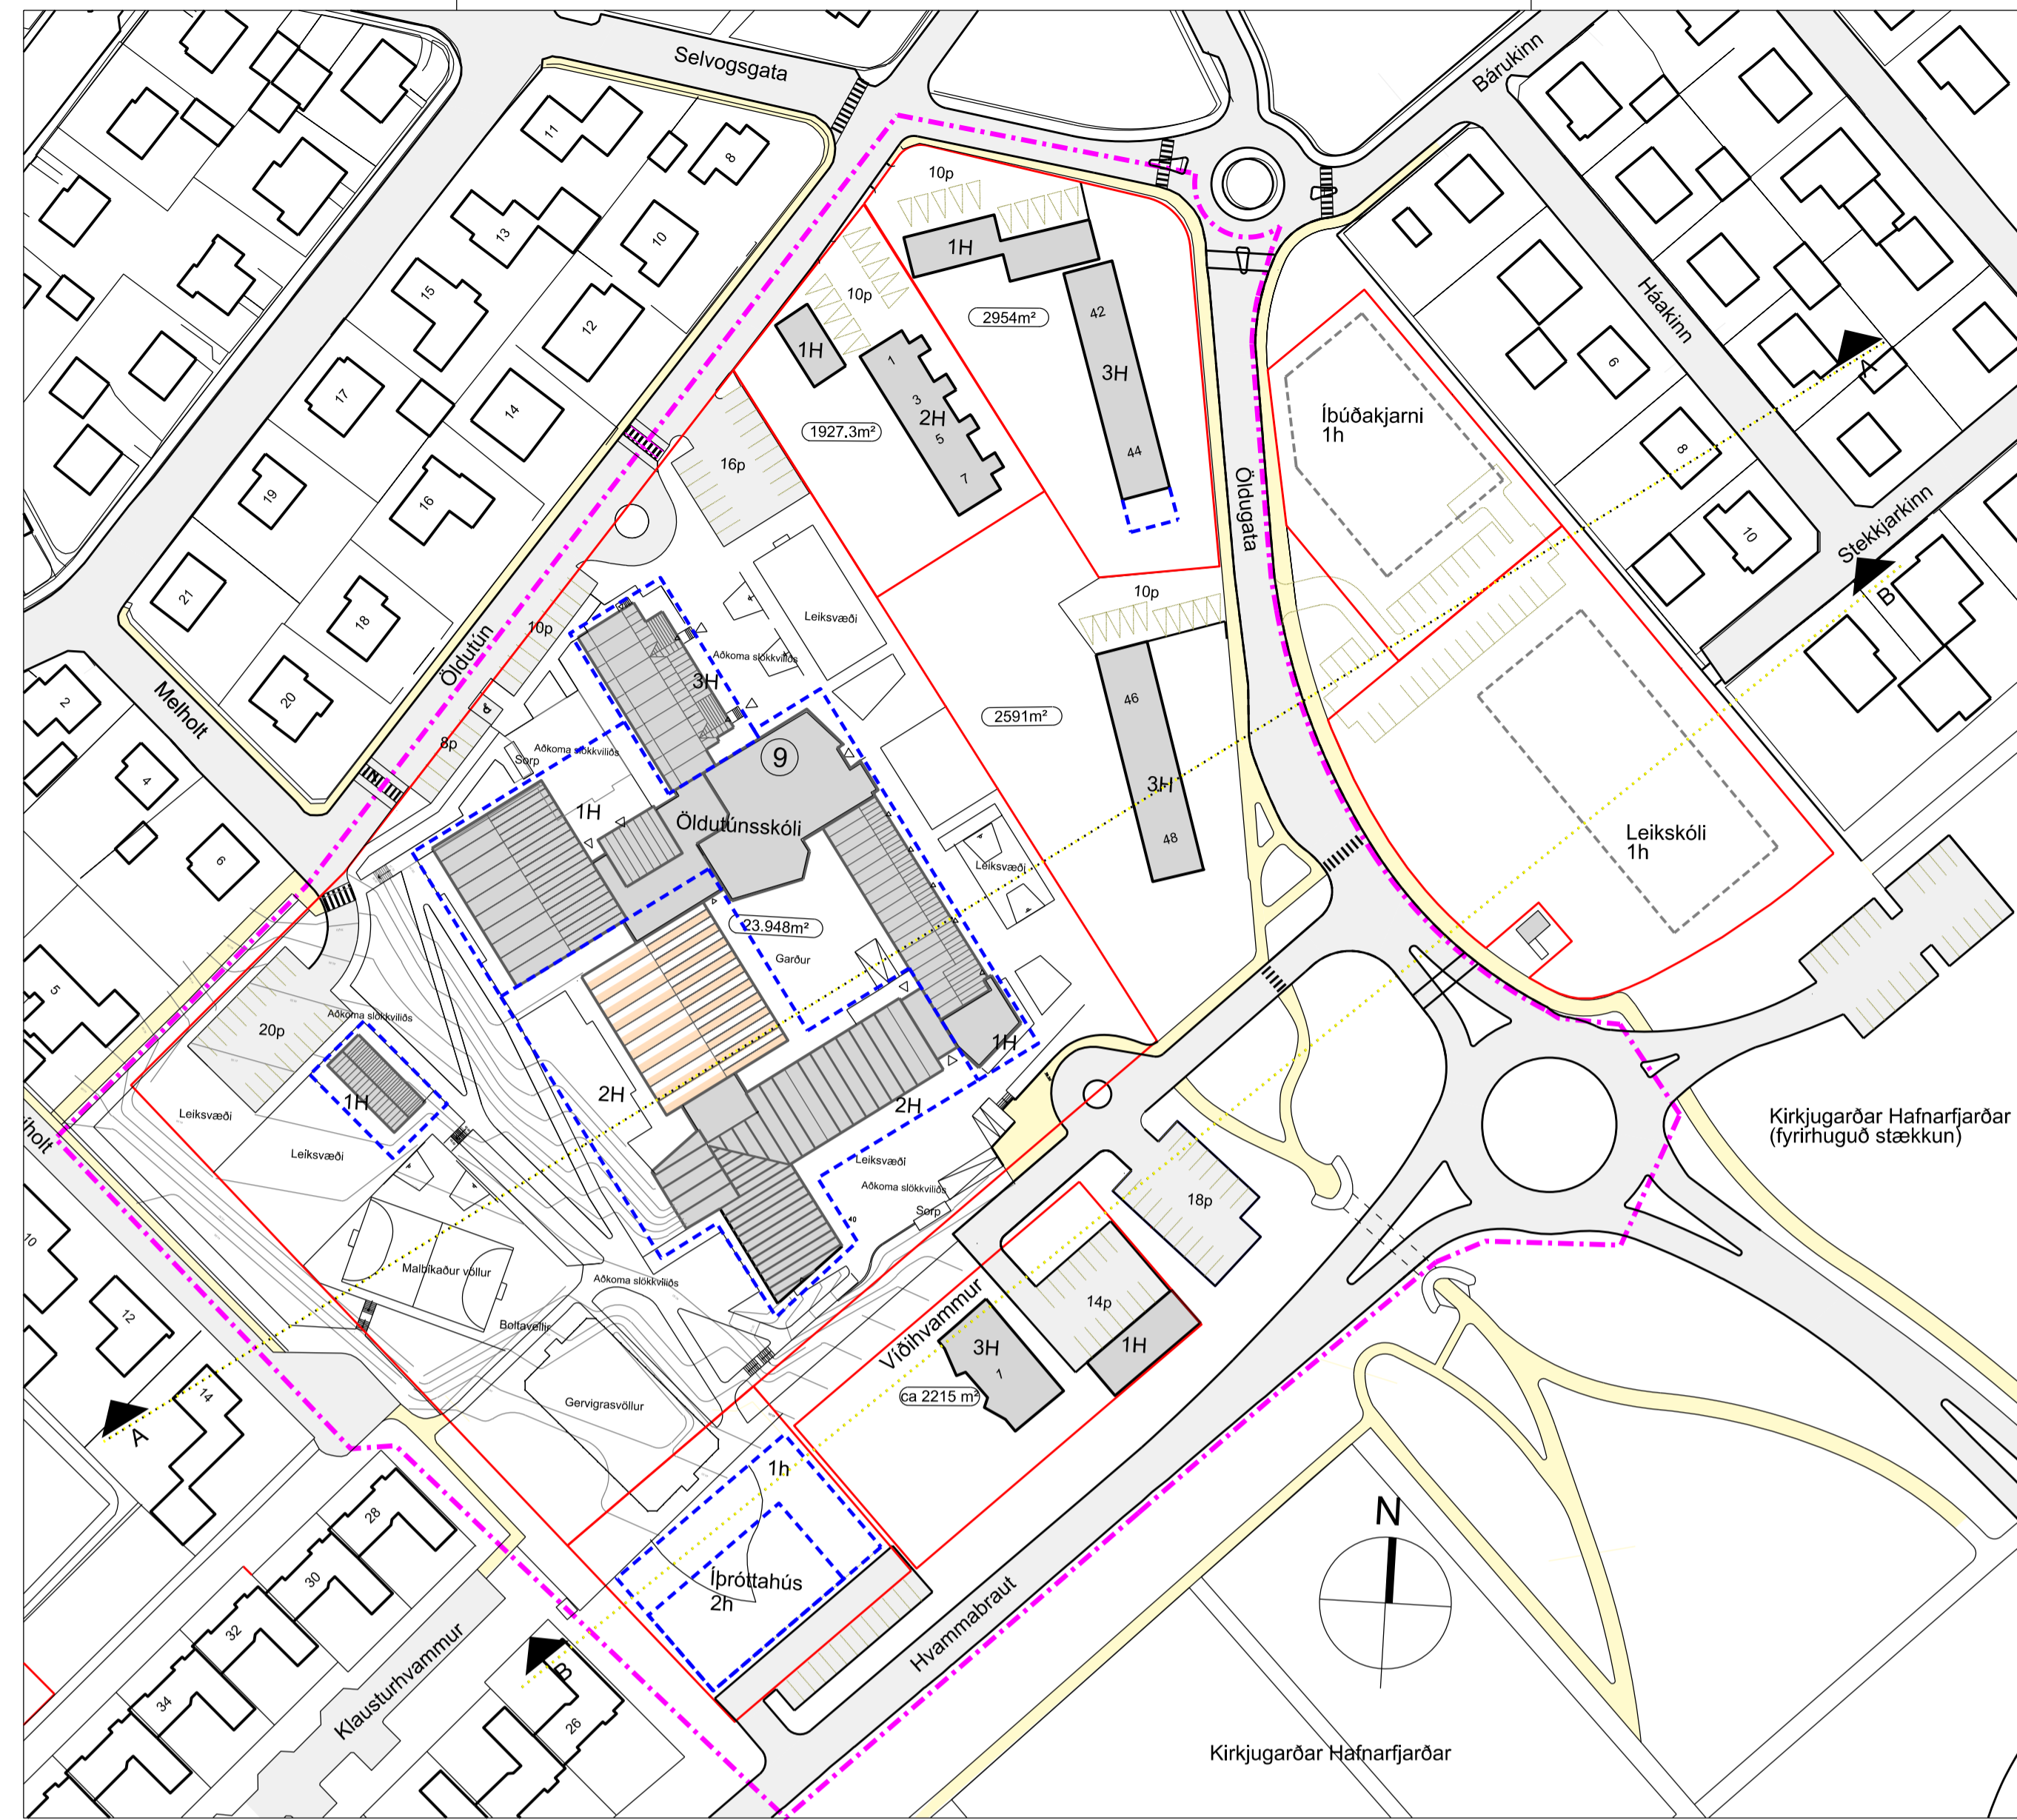 Selvogsgata
Bárukinn
11
8
10p
13
10
1H
15
10p
2954m²
42
Háakinn
12
1H
1
3H
Íbúðakjarni
1h
6
A
17
14
3
2H
5
1927.3m²
44
8
16p
7
Öldugata
19
16
10
Stekkjarkinn
B
21
18
10p
Leiksvæði
10p
Aðkoma slökkviliðs
Öldutún
3H
46
20
2591m²
2
Melholt
8p
Aðkoma slökkviliðs
Sorp
9
4
1H
Öldutúnsskóli
3H
48
Leikskóli
1h
6
Leiksvæði
23.948m²
Garður
5
Aðkoma slökkviliðs
20p
1H
1H
2H
2H
Leiksvæði
Leiksvæði
Leiksvæði
Aðkoma slökkviliðs
Sorp
40
18p
Kirkjugarðar Hafnarfjarðar
(fyrirhuguð stækkun)
10
Malbikaður völlur
Aðkoma slökkviliðs
12
Boltavellir
14p
Víðihvammur
3H
1
1H
14
ca 2215 m²
Gervigrasvöllur
A
1h
28
N
30
Íþróttahús
2h
32
B
Hvammabraut
34
Klausturhvammur
26
Kirkjugarðar Hafnarfjarðar